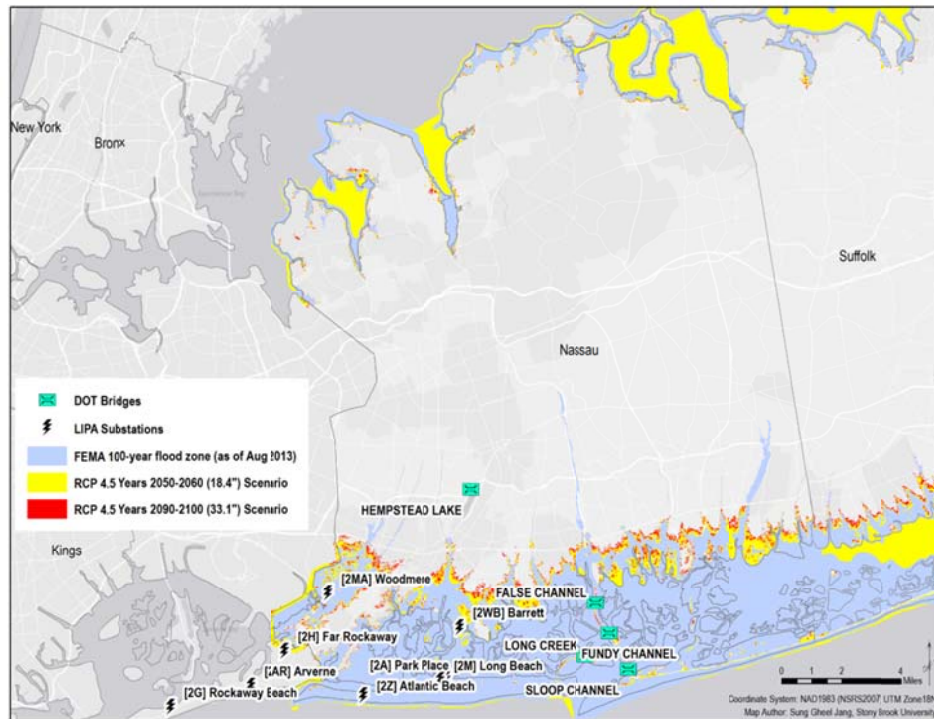 New York
Bronx
Suffolk
Nassau
Kings
DOT Bridges
LIPA Substations
FEMA 100-year flood zone (as of Aug 2013)
RCP 4.5 Years 2050-2060 (18.4") Scenario
RCP 4.5 Years 2090-2100 (33.1") Scenario
HEMPSTEAD LAKE
[2MA] Woodmere
FALSE CHANNEL
[2WB] Barrett
[2H] Far Rockaway
LONG CREEK
FUNDY CHANNEL
[AR] Arverne
[2A] Park Place
[2M] Long Beach
[2G] Rockaway Beach
[2Z] Atlantic Beach
SLOOP CHANNEL
0 1 2 4
Miles
Coordinate System: NAD1983 (NSRS2007) UTM Zone18N
Map Author: Sung Gheel Jang, Stony Brook University